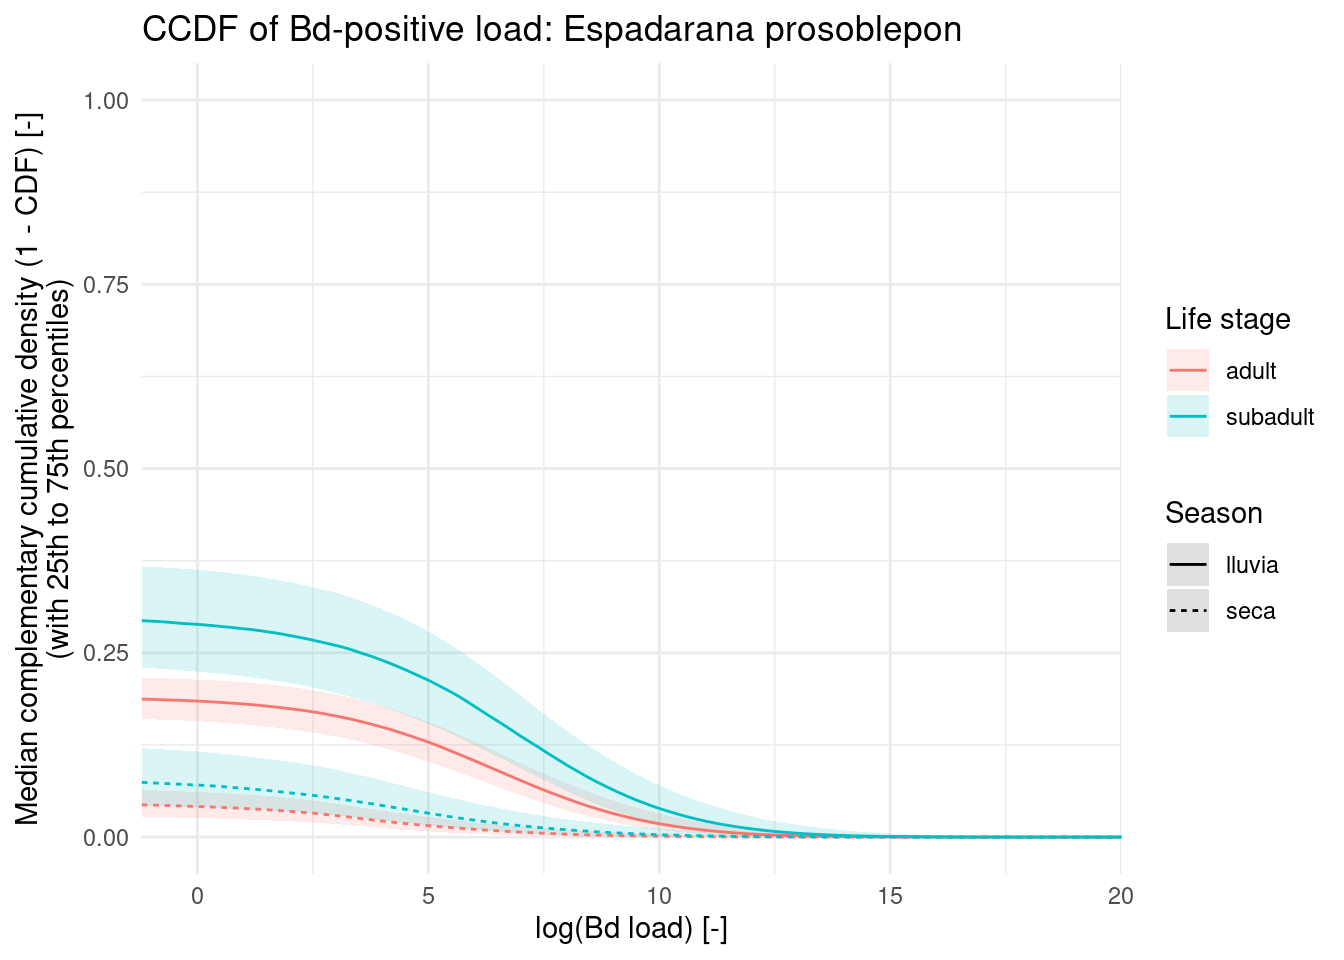 CCDF of Bd-positive load: Espadarana prosoblepon
Median complementary cumulative density (1 - CDF) [-]
(with 25th to 75th percentiles)
1.00
0.75
0.50
0.25
0.00
0
5
10
15
20
log(Bd load) [-]
Life stage
adult
subadult
Season
lluvia
seca